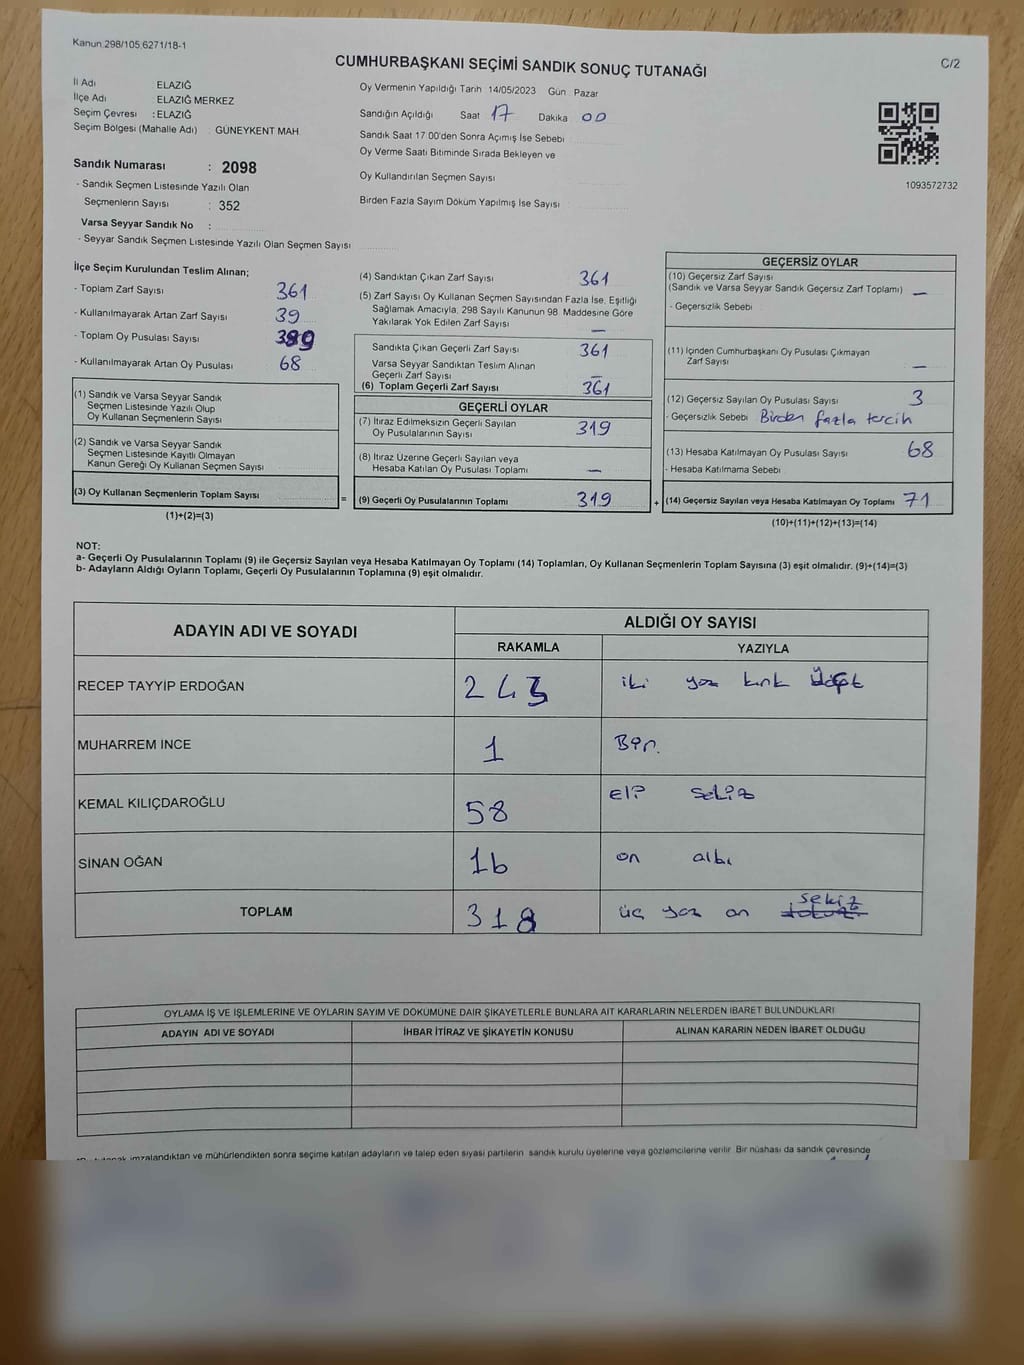 Kanun:298/105,6271/18-1
C/2
CUMHURBAŞKANI SEÇİMİ SANDIK SONUÇ TUTANAĞI
İl Adı ELAZIĞ
İlçe Adı : ELAZIĞ MERKEZ
Seçim Çevresi : ELAZIĞ
Seçim Bölgesi (Mahalle Adı) : GÜNEYKENT MAH.
Oy Vermenin Yapıldığı Tarih 14/05/2023 Gün : Pazar
Sandığın Açıldığı Saat 17 Dakika 00
Sandık Saat 17:00'den Sonra Açımış İse Sebebi
Oy Verme Saati Bitiminde Sırada Bekleyen ve
Oy Kullandırılan Seçmen Sayısı
Birden Fazla Sayım Döküm Yapılmış İse Sayısı
1093572732
Sandık Numarası : 2098
- Sandık Seçmen Listesinde Yazılı Olan
Seçmenlerin Sayısı : 352
Varsa Seyyar Sandık No :
- Seyyar Sandık Seçmen Listesinde Yazılı Olan Seçmen Sayısı
İlçe Seçim Kurulundan Teslim Alınan;
- Toplam Zarf Sayısı 361
- Kullanılmayarak Artan Zarf Sayısı 39
- Toplam Oy Pusulası Sayısı
- Kullanılmayarak Artan Oy Pusulası 68
(1) Sandık ve Varsa Seyyar Sandık
Seçmen Listesinde Yazılı Olup
Oy Kullanan Seçmenlerin Sayısı
(2) Sandık ve Varsa Seyyar Sandık
Seçmen Listesinde Kayıtlı Olmayan
Kanun Gereği Oy Kullanan Seçmen Sayısı
(3) Oy Kullanan Seçmenlerin Toplam Sayısı =
(1)+(2)=(3)
(4) Sandıktan Çıkan Zarf Sayısı 361
(5) Zarf Sayısı Oy Kullanan Seçmen Sayısından Fazla İse, Eşitliği
Sağlamak Amacıyla, 298 Sayılı Kanunun 98. Maddesine Göre
Yakılarak Yok Edilen Zarf Sayısı —
Sandıkta Çıkan Geçerli Zarf Sayısı 361
Varsa Seyyar Sandıktan Teslim Alınan
Geçerli Zarf Sayısı —
(6) Toplam Geçerli Zarf Sayısı 361
GEÇERLİ OYLAR
(7) İtiraz Edilmeksizin Geçerli Sayılan
Oy Pusulalarının Sayısı 319
(8) İtiraz Üzerine Geçerli Sayılan veya
Hesaba Katılan Oy Pusulası Toplamı —
(9) Geçerli Oy Pusulalarının Toplamı 319 +
GEÇERSİZ OYLAR
(10) Geçersiz Zarf Sayısı
(Sandık ve Varsa Seyyar Sandık Geçersiz Zarf Toplamı) —
- Geçersizlik Sebebi
(11) İçinden Cumhurbaşkanı Oy Pusulası Çıkmayan
Zarf Sayısı —
(12) Geçersiz Sayılan Oy Pusulası Sayısı 3
- Geçersizlik Sebebi Birden fazla tercih
(13) Hesaba Katılmayan Oy Pusulası Sayısı 68
- Hesaba Katılmama Sebebi
(14) Geçersiz Sayılan veya Hesaba Katılmayan Oy Toplamı 71
(10)+(11)+(12)+(13)=(14)
NOT:
a- Geçerli Oy Pusulalarının Toplamı (9) ile Geçersiz Sayılan veya Hesaba Katılmayan Oy Toplamı (14) Toplamları, Oy Kullanan Seçmenlerin Toplam Sayısına (3) eşit olmalıdır. (9)+(14)=(3)
b- Adayların Aldığı Oyların Toplamı, Geçerli Oy Pusulalarının Toplamına (9) eşit olmalıdır.
ADAYIN ADI VE SOYADI ALDIĞI OY SAYISI
RAKAMLA YAZIYLA
RECEP TAYYİP ERDOĞAN 243 iki yüz kırk
MUHARREM İNCE 1 Bir.
KEMAL KILIÇDAROĞLU 58 elli sekiz
SİNAN OĞAN 16 on altı
TOPLAM 318 üç yüz on sekiz
OYLAMA İŞ VE İŞLEMLERİNE VE OYLARIN SAYIM VE DÖKÜMÜNE DAİR ŞİKAYETLERLE BUNLARA AİT KARARLARIN NELERDEN İBARET BULUNDUKLARI
ADAYIN ADI VE SOYADI İHBAR İTİRAZ VE ŞİKAYETİN KONUSU ALINAN KARARIN NEDEN İBARET OLDUĞU
imzalandıktan ve mühürlendikten sonra seçime katılan adayların ve talep eden siyasi partilerin sandık kurulu üyelerine veya gözlemcilerine verilir. Bir nüshası da sandık çevresinde